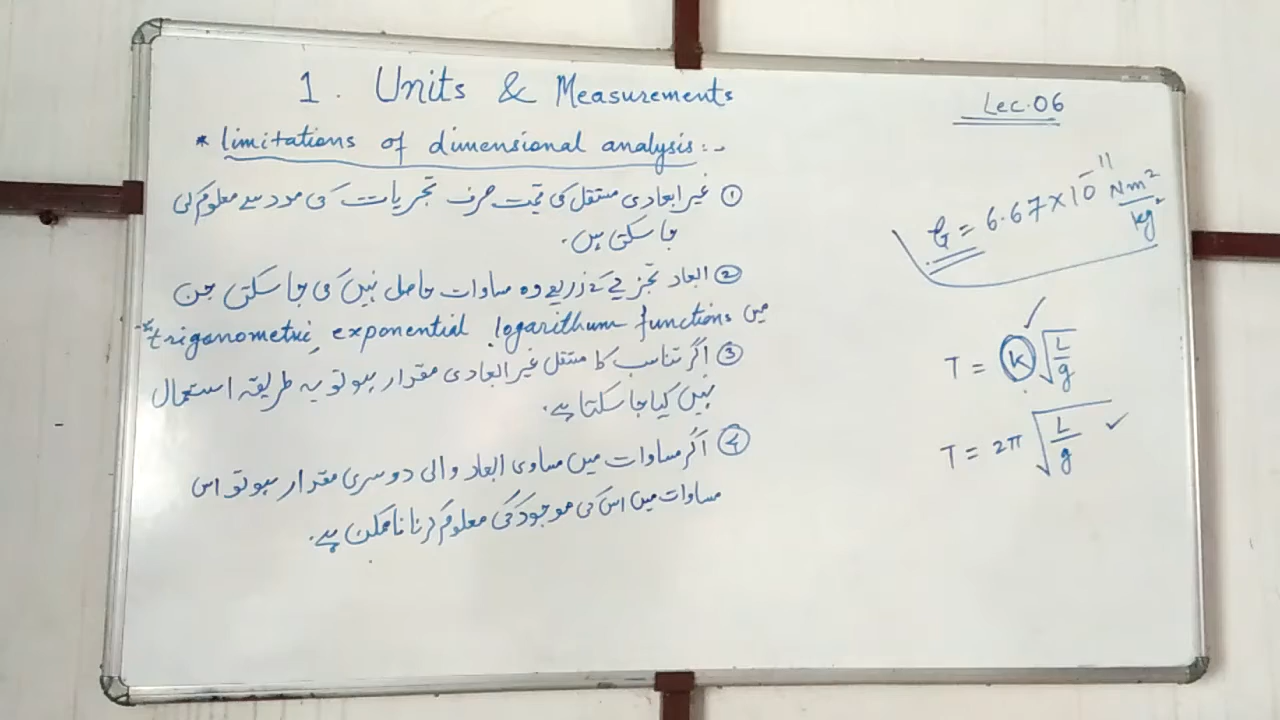 1. Units & Measurements
Lec.06
* limitations of dimensional analysis:-
① غیر ابعادی مستقل کی قیمت صرف تجربات کی مدد سے معلوم کی
جا سکتی ہیں.
② ابعاد تجزیے کے ذریعے وہ مساوات حاصل نہیں کی جا سکتی جن
میں trigonometric, exponential, logarithum functions
③ اگر تناسب کا مستقل غیر ابعادی مقدار ہو تو یہ طریقہ استعمال
نہیں کیا جا سکتا ہے.
④ اگر مساوات میں مساوی ابعاد والی دوسری مقدار ہو تو اس
مساوات میں اس کی موجودگی معلوم کرنا ناممکن ہے.
G = 6.67×10⁻¹¹ Nm²/kg²
T = k √L/g
T = 2π √L/g ✓